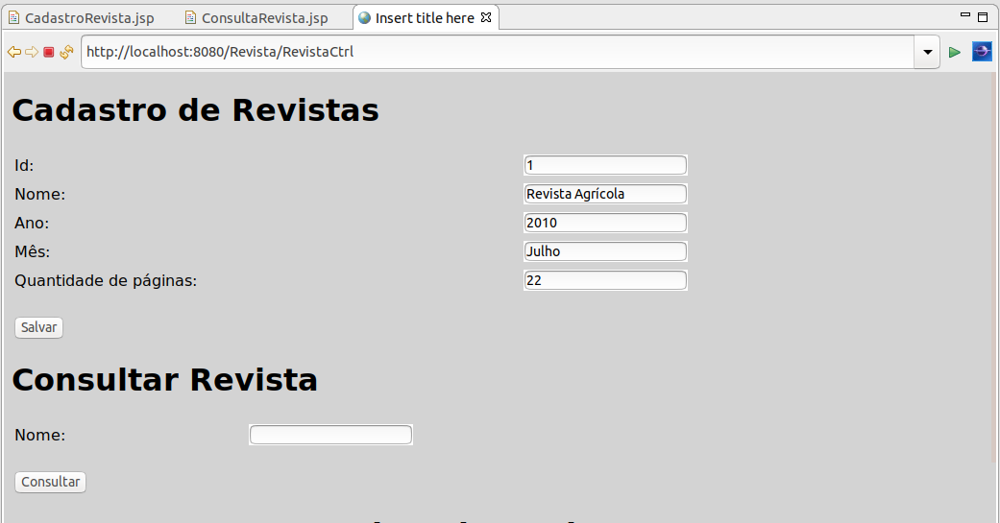 CadastroRevista.jsp ConsultaRevista.jsp Insert title here
http://localhost:8080/Revista/RevistaCtrl
Cadastro de Revistas
Id: 1
Nome: Revista Agrícola
Ano: 2010
Mês: Julho
Quantidade de páginas: 22
Salvar
Consultar Revista
Nome:
Consultar